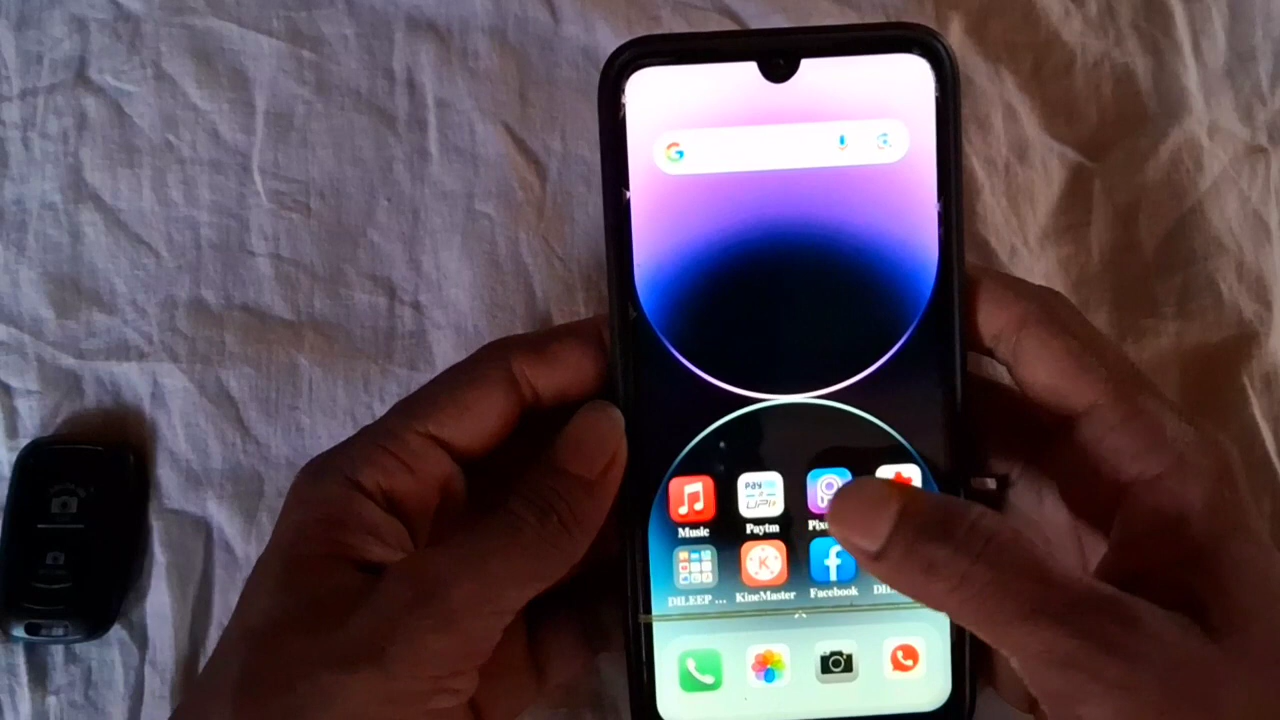 G
pay
UPI
Music
Paytm
DILEEP ...
KineMaster
Facebook